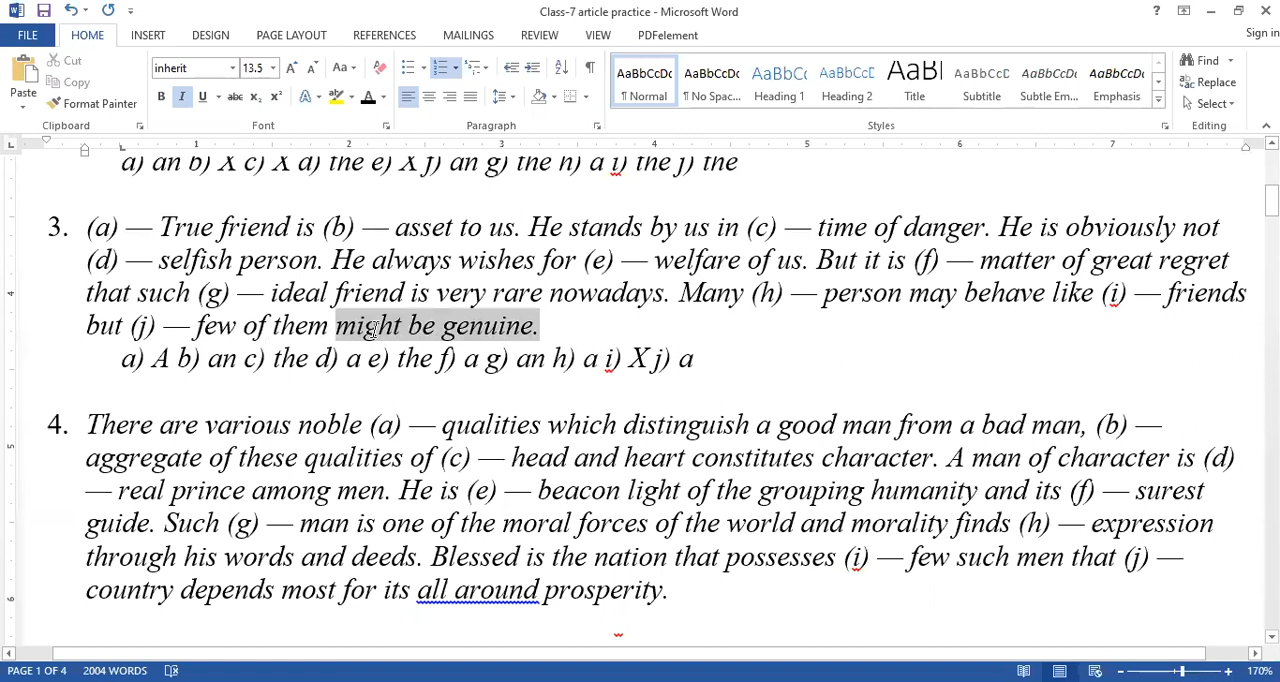 Class-7 article practice - Microsoft Word
? Sign in
FILE HOME INSERT DESIGN PAGE LAYOUT REFERENCES MAILINGS REVIEW VIEW PDFelement
Paste Cut Copy Format Painter
inherit 13.5
AaBbCcDc AaBbCcDc AaBbCc AaBbCcD AaBl AaBbCcD AaBbCcDc AaBbCcDc
¶ Normal ¶ No Spac... Heading 1 Heading 2 Title Subtitle Subtle Em... Emphasis
Find Replace Select
Clipboard Font Paragraph Styles Editing
1 2 3 4 5 6 7
a) an b) X c) X d) the e) X j) an g) the h) a i) the j) the
3. (a) — True friend is (b) — asset to us. He stands by us in (c) — time of danger. He is obviously not
(d) — selfish person. He always wishes for (e) — welfare of us. But it is (f) — matter of great regret
that such (g) — ideal friend is very rare nowadays. Many (h) — person may behave like (i) — friends
but (j) — few of them might be genuine.
a) A b) an c) the d) a e) the f) a g) an h) a i) X j) a
4. There are various noble (a) — qualities which distinguish a good man from a bad man, (b) —
aggregate of these qualities of (c) — head and heart constitutes character. A man of character is (d)
— real prince among men. He is (e) — beacon light of the grouping humanity and its (f) — surest
guide. Such (g) — man is one of the moral forces of the world and morality finds (h) — expression
through his words and deeds. Blessed is the nation that possesses (i) — few such men that (j) —
country depends most for its all around prosperity.
PAGE 1 OF 4 2004 WORDS 170%